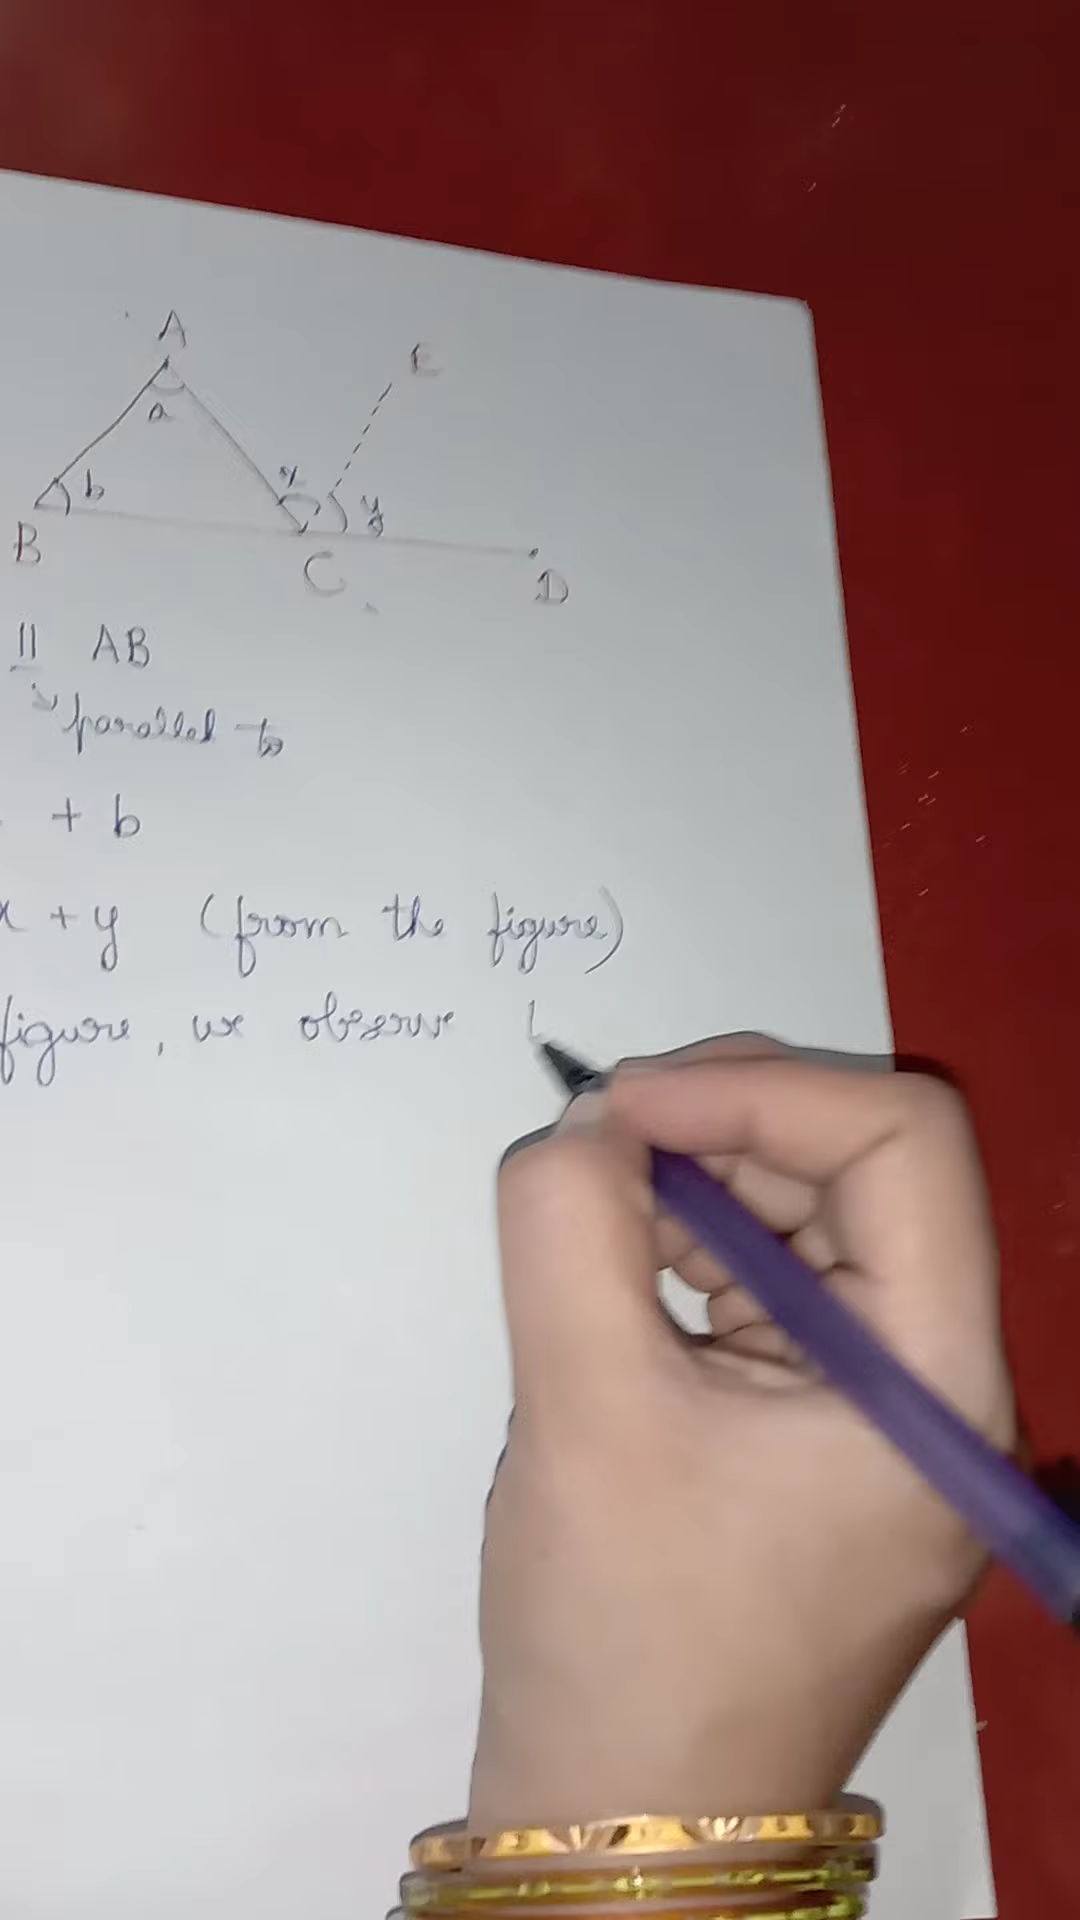 A
E
a
x
b
y
B
C
D
|| AB
parallel to
+ b
x + y (from the figure)
figure, we observe